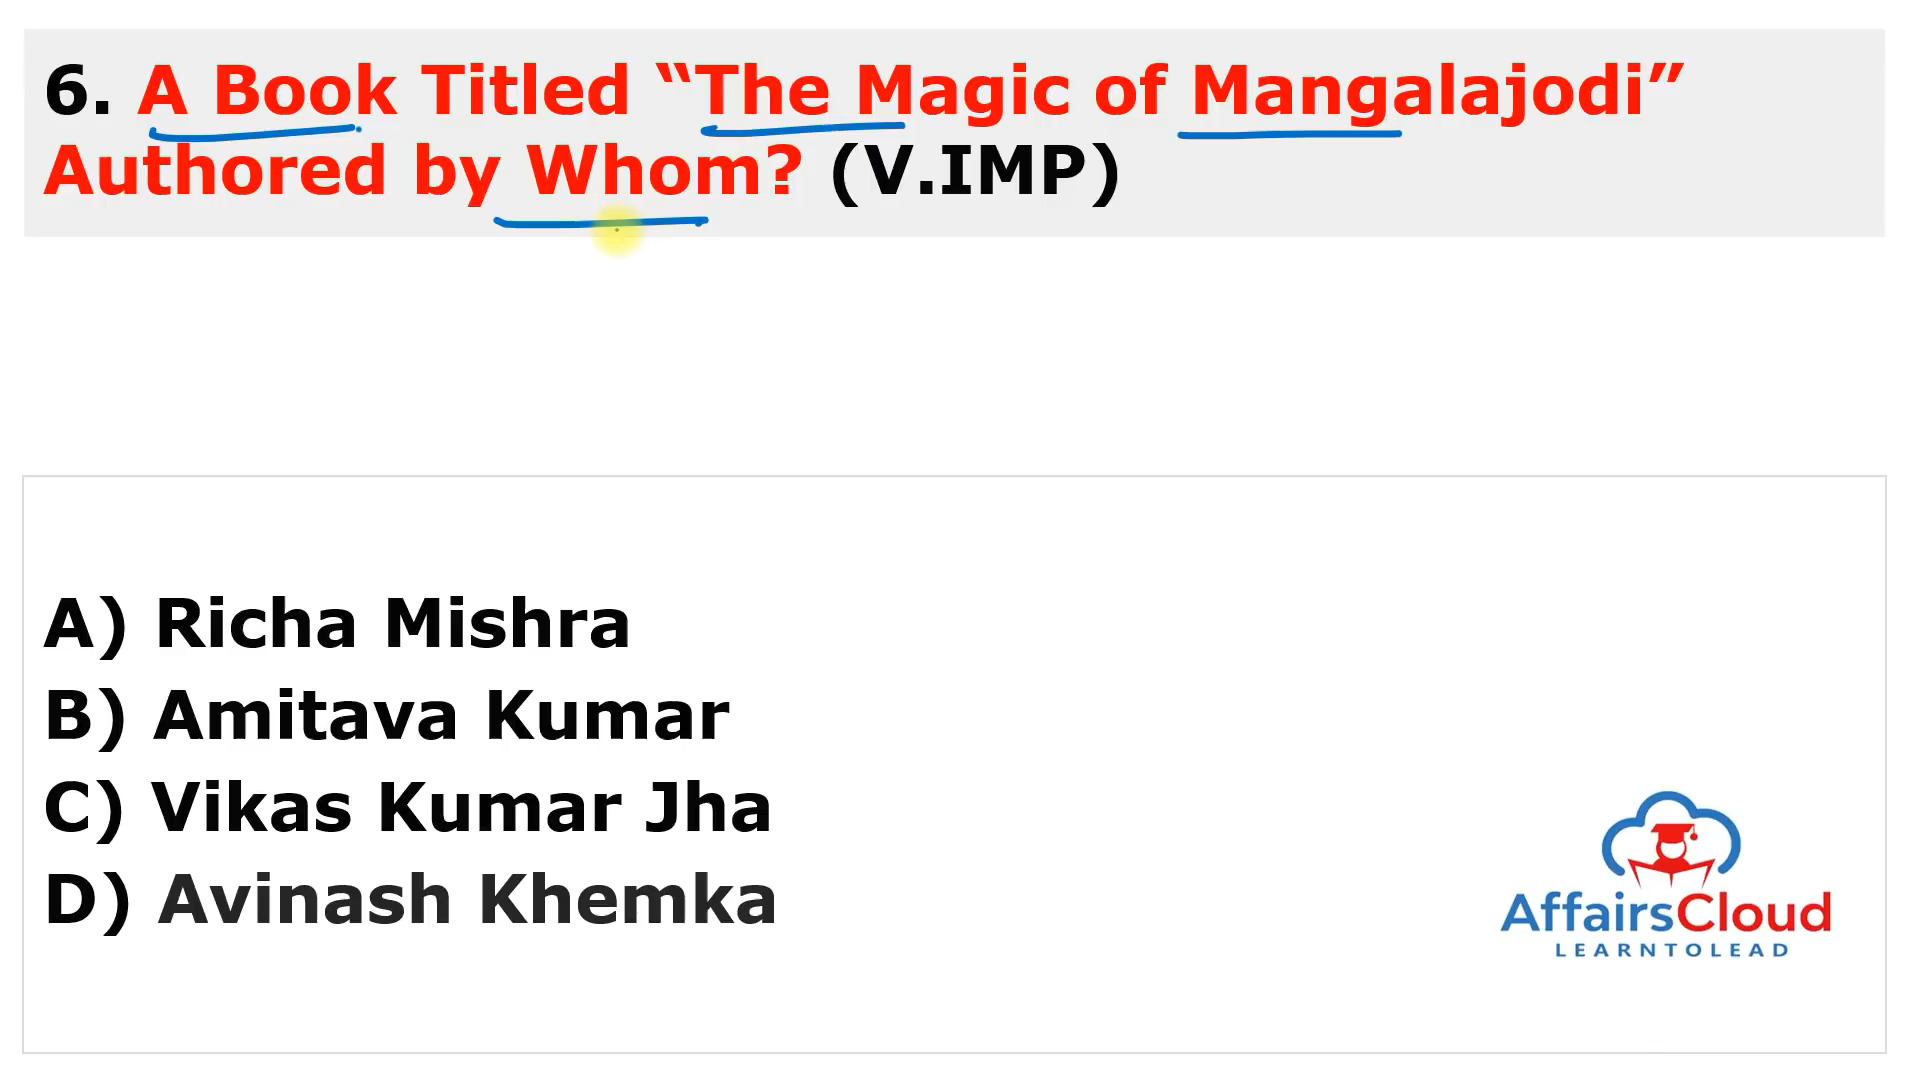 6. A Book Titled “The Magic of Mangalajodi”
Authored by Whom? (V.IMP)
A) Richa Mishra
B) Amitava Kumar
C) Vikas Kumar Jha
D) Avinash Khemka
AffairsCloud
LEARNTOLEAD